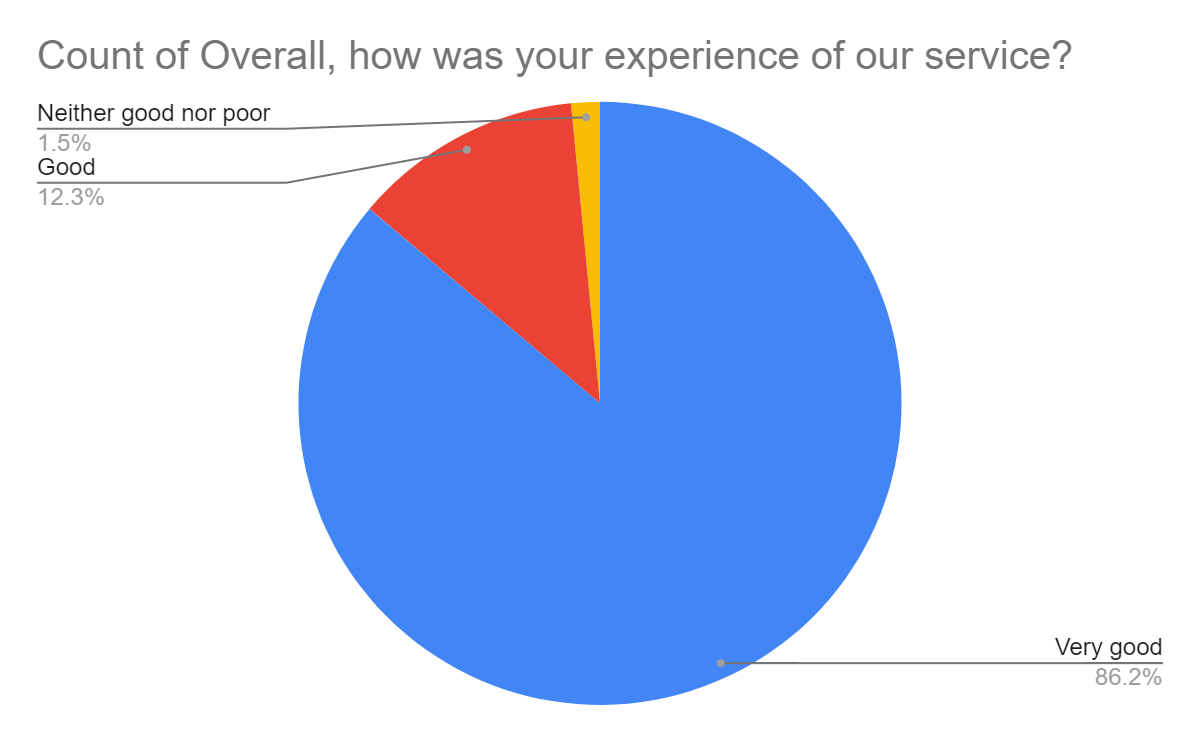 Count of Overall, how was your experience of our service?
Neither good nor poor
1.5%
Good
12.3%
Very good
86.2%